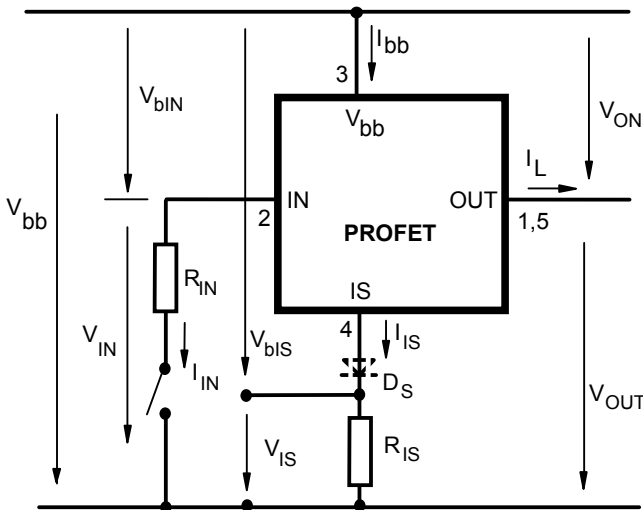 I_bb
3
V_bIN
V_bb
V_ON
I_L
V_bb
IN
OUT
2
PROFET
1,5
R_IN
IS
4
I_IS
V_IN
V_bIS
I_IN
D_S
V_OUT
V_IS
R_IS